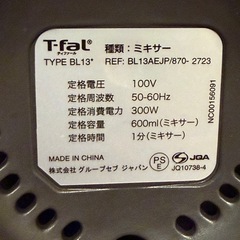 T-fal
ティファール
種類：ミキサー
TYPE BL13*
REF: BL13AEJP/870- 2723
定格電圧：100V
定格周波数：50-60Hz
定格消費電力：300W
定格容量：600ml（ミキサー）
定格時間：1分（ミキサー）
MADE IN CHINA
株式会社 グループセブ ジャパン
PS
E
JQA
JQ10738-4
NC00156091